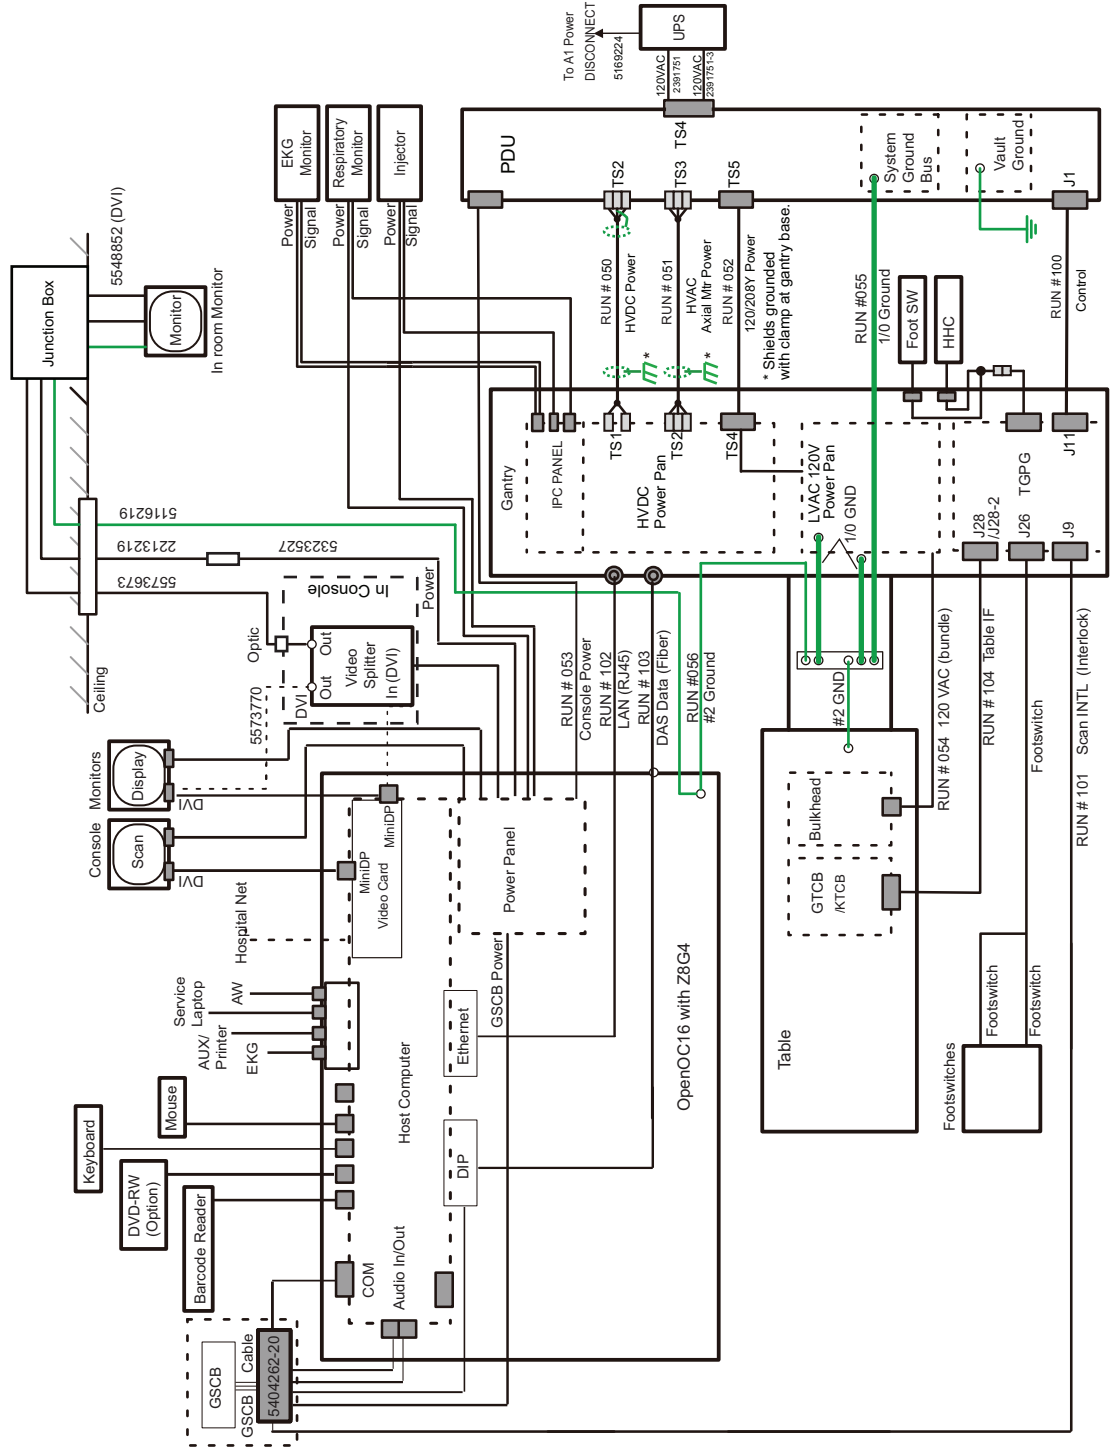 To A1 Power
DISCONNECT
5169224
UPS
120VAC
2391751
120VAC
2391751-3
PDU
TS4
TS2
TS3
TS5
System
Ground
Bus
Vault
Ground
J1
EKG
Monitor
Respiratory
Monitor
Injector
Power
Signal
Power
Signal
Power
Signal
5548852 (DVI)
Junction Box
Monitor
In room Monitor
RUN # 050
HVDC Power
RUN # 051
HVAC
Axial Mtr Power
RUN # 052
120/208Y Power
* Shields grounded
with clamp at gantry base.
*
*
RUN #055
1/0 Ground
Foot SW
HHC
RUN # 100
Control
Gantry
IPC PANEL
TS1
HVDC
Power Pan
TS2
TS4
LVAC 120V
Power Pan
1/0 GND
J28
/J28-2
TGPG
J26
J11
J9
Ceiling
5116219
2213219
5323527
5573673
In Console
Power
Optic
Out
Out
Video
Splitter
In (DVI)
DVI
5573770
RUN # 053
Console Power
RUN # 102
LAN (RJ45)
RUN # 103
DAS Data (Fiber)
RUN #056
#2 Ground
#2 GND
RUN # 054 120 VAC (bundle)
RUN # 104 Table IF
Footswitch
RUN # 101 Scan INTL (Interlock)
Monitors
Display
DVI
Console
Scan
DVI
Hospital Net
MiniDP
MiniDP
Video Card
Power Panel
GSCB Power
Bulkhead
GTCB
/KTCB
Table
Footswitch
Footswitch
Footswitches
AW
Service
Laptop
AUX/
Printer
EKG
Ethernet
OpenOC16 with Z8G4
Host Computer
DIP
Mouse
Keyboard
DVD-RW
(Option)
Barcode Reader
COM
Audio In/Out
GSCB
GSCB Cable
5404262-20